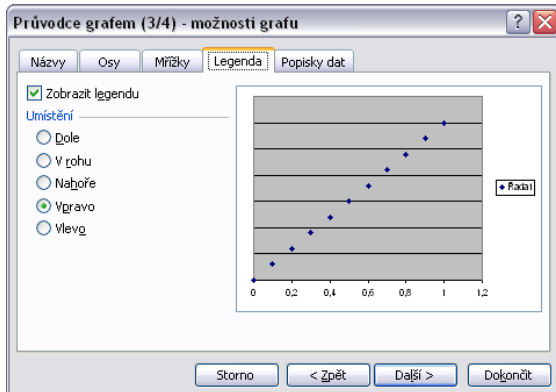 Průvodce grafem (3/4) - možnosti grafu
Názvy
Osy
Mřížky
Legenda
Popisky dat
Zobrazit legendu
Umístění
Dole
V rohu
Nahoře
Vpravo
Vlevo
Řada1
0
0,2
0,4
0,6
0,8
1
1,2
Storno
< Zpět
Další >
Dokončit